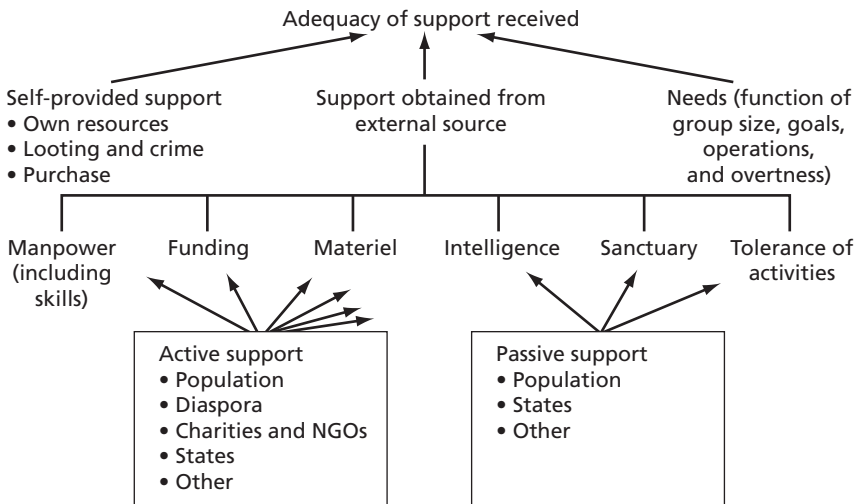 Adequacy of support received
Self-provided support
• Own resources
• Looting and crime
• Purchase
Support obtained from
external source
Needs (function of
group size, goals,
operations,
and overtness)
Manpower
(including
skills)
Funding
Materiel
Intelligence
Sanctuary
Tolerance of
activities
Active support
• Population
• Diaspora
• Charities and NGOs
• States
• Other
Passive support
• Population
• States
• Other